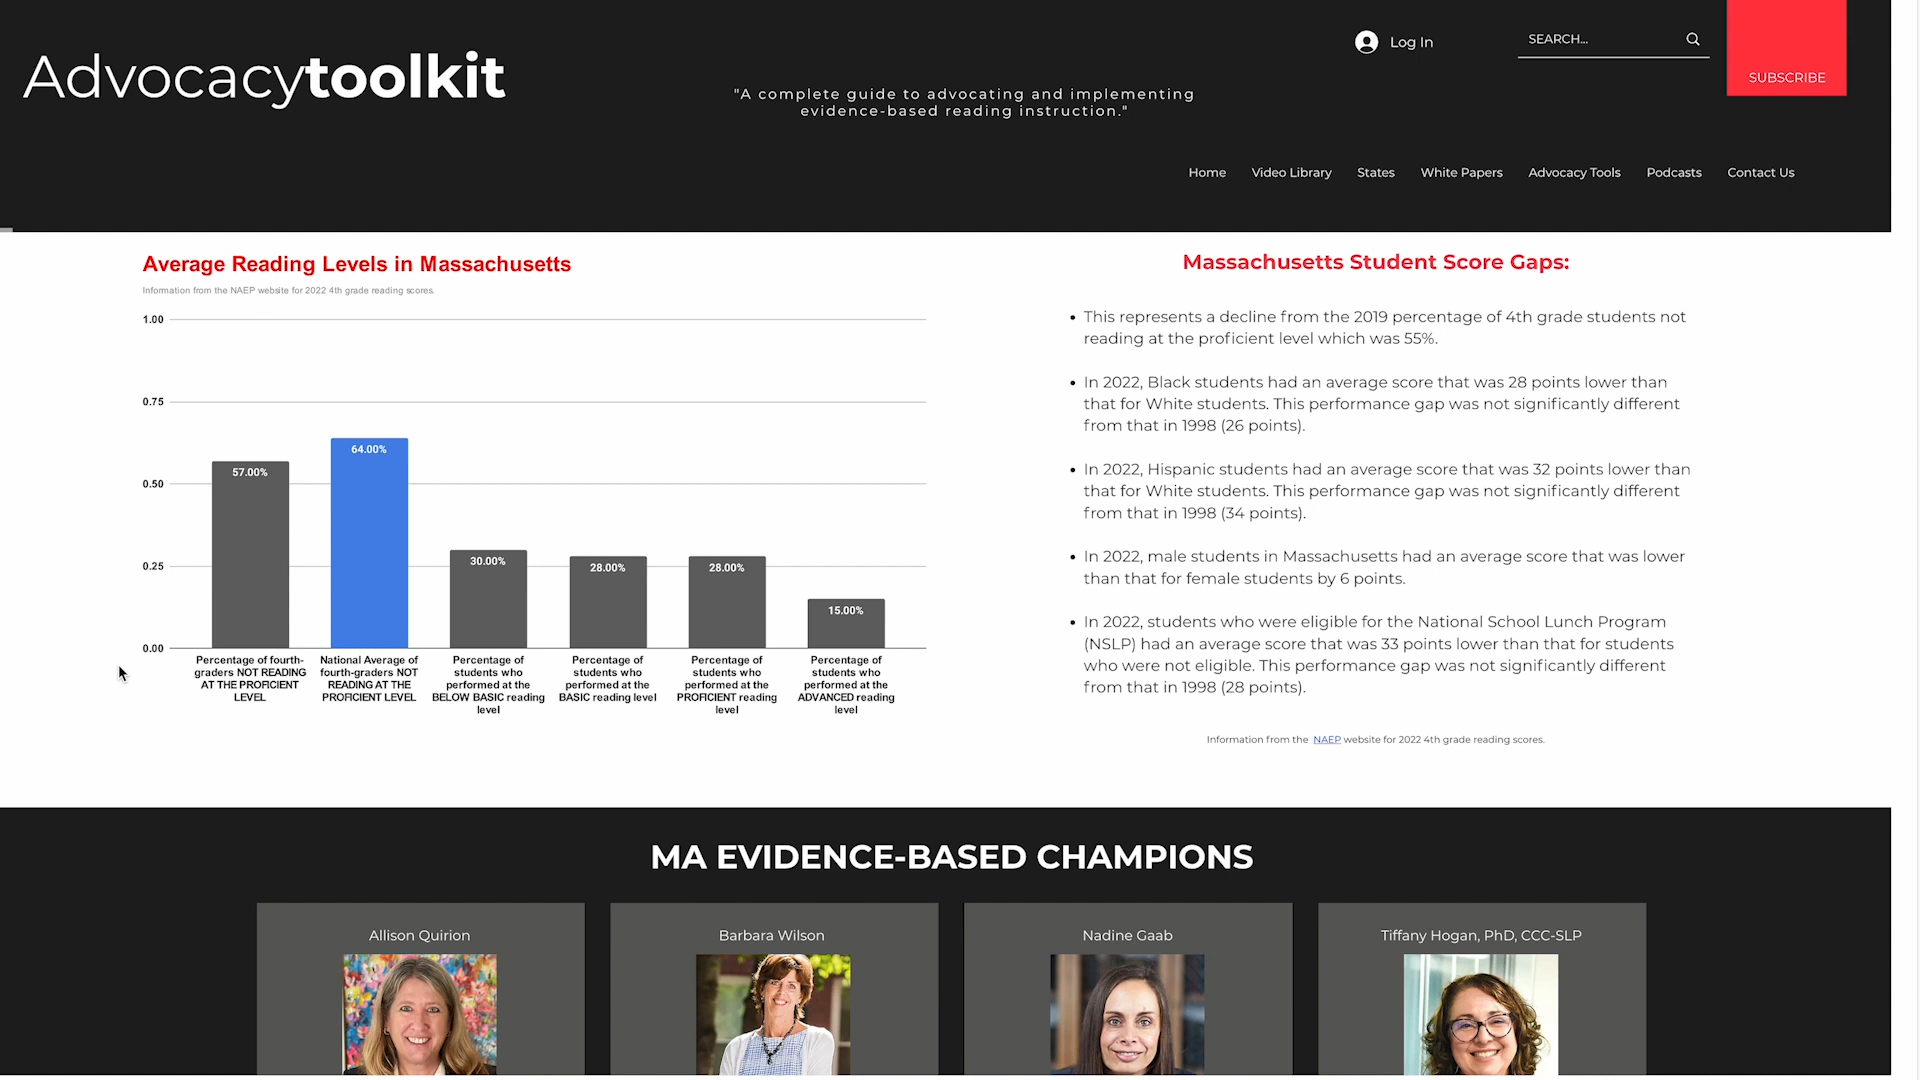 Advocacytoolkit
"A complete guide to advocating and implementing
evidence-based reading instruction."
Log In
SEARCH...
SUBSCRIBE
Home Video Library States White Papers Advocacy Tools Podcasts Contact Us
Average Reading Levels in Massachusetts
Information from the NAEP website for 2022 4th grade reading scores.
1.00
0.75
0.50
0.25
0.00
57.00%
64.00%
30.00%
28.00%
28.00%
15.00%
Percentage of fourth-
graders NOT READING
AT THE PROFICIENT
LEVEL
National Average of
fourth-graders NOT
READING AT THE
PROFICIENT LEVEL
Percentage of
students who
performed at the
BELOW BASIC reading
level
Percentage of
students who
performed at the
BASIC reading level
Percentage of
students who
performed at the
PROFICIENT reading
level
Percentage of
students who
performed at the
ADVANCED reading
level
Massachusetts Student Score Gaps:
• This represents a decline from the 2019 percentage of 4th grade students not
reading at the proficient level which was 55%.
• In 2022, Black students had an average score that was 28 points lower than
that for White students. This performance gap was not significantly different
from that in 1998 (26 points).
• In 2022, Hispanic students had an average score that was 32 points lower than
that for White students. This performance gap was not significantly different
from that in 1998 (34 points).
• In 2022, male students in Massachusetts had an average score that was lower
than that for female students by 6 points.
• In 2022, students who were eligible for the National School Lunch Program
(NSLP) had an average score that was 33 points lower than that for students
who were not eligible. This performance gap was not significantly different
from that in 1998 (28 points).
Information from the NAEP website for 2022 4th grade reading scores.
MA EVIDENCE-BASED CHAMPIONS
Allison Quirion
Barbara Wilson
Nadine Gaab
Tiffany Hogan, PhD, CCC-SLP